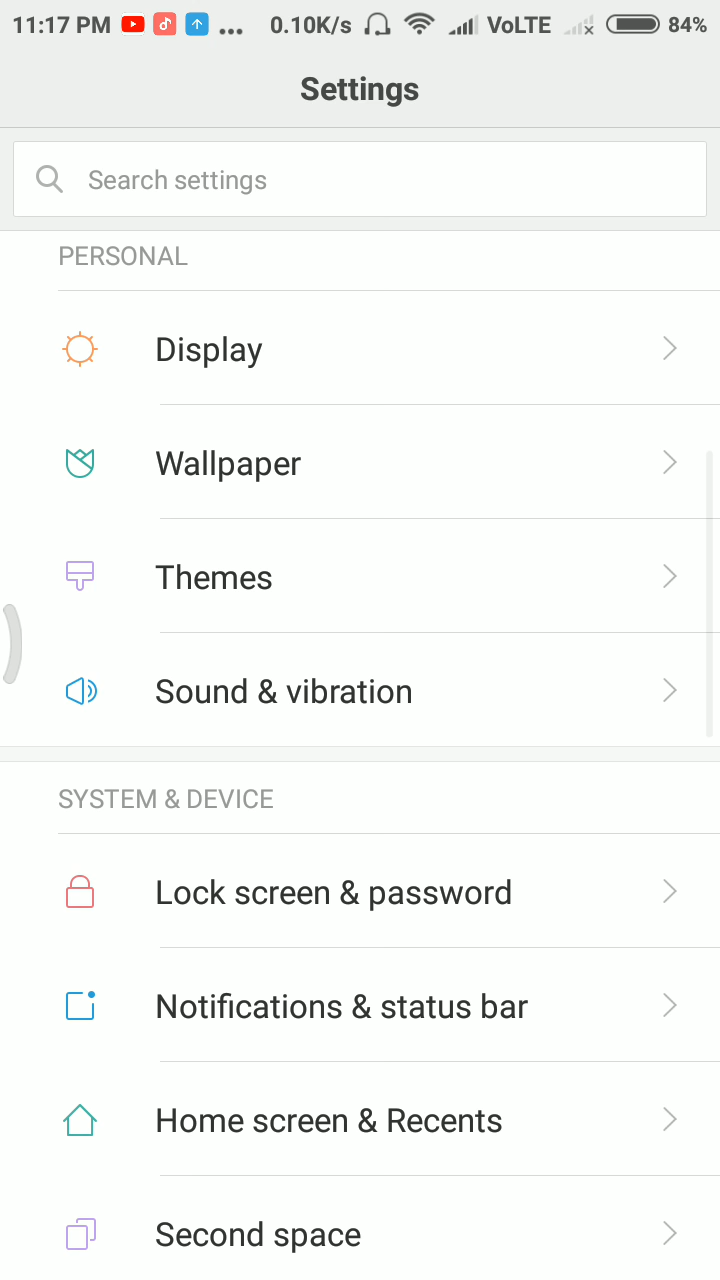 11:17 PM ... 0.10K/s VoLTE 84%
Settings
Search settings
PERSONAL
Display
Wallpaper
Themes
Sound & vibration
SYSTEM & DEVICE
Lock screen & password
Notifications & status bar
Home screen & Recents
Second space